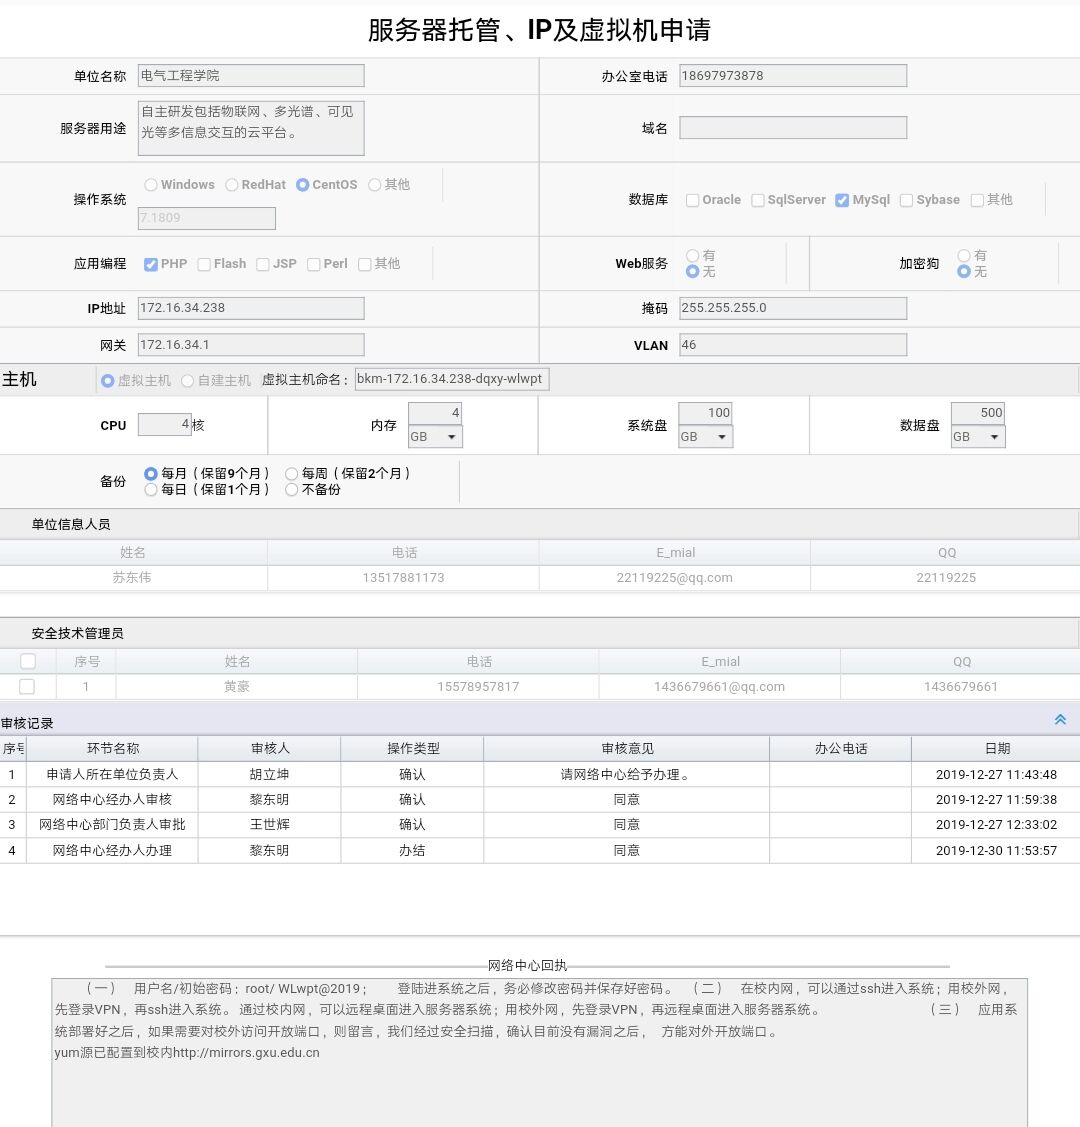 服务器托管、IP及虚拟机申请
单位名称 电气工程学院 办公室电话 18697973878
服务器用途 自主研发包括物联网、多光谱、可见
光等多信息交互的云平台。 域名
操作系统 Windows RedHat CentOS 其他
7.1809
数据库 Oracle SqlServer MySql Sybase 其他
应用编程 PHP Flash JSP Perl 其他 Web服务 有 无 加密狗 有 无
IP地址 172.16.34.238 掩码 255.255.255.0
网关 172.16.34.1 VLAN 46
主机 虚拟主机 自建主机 虚拟主机命名: bkm-172.16.34.238-dqxy-wlwpt
CPU 4 核 内存 4 GB 系统盘 100 GB 数据盘 500 GB
备份 每月(保留9个月) 每周(保留2个月)
每日(保留1个月) 不备份
单位信息人员
姓名 电话 E_mial QQ
苏东伟 13517881173 22119225@qq.com 22119225
安全技术管理员
序号 姓名 电话 E_mial QQ
1 黄豪 15578957817 1436679661@qq.com 1436679661
审核记录
序号 环节名称 审核人 操作类型 审核意见 办公电话 日期
1 申请人所在单位负责人 胡立坤 确认 请网络中心给予办理。 2019-12-27 11:43:48
2 网络中心经办人审核 黎东明 确认 同意 2019-12-27 11:59:38
3 网络中心部门负责人审批 王世辉 确认 同意 2019-12-27 12:33:02
4 网络中心经办人办理 黎东明 办结 同意 2019-12-30 11:53:57
网络中心回执
(一) 用户名/初始密码;root/ WLwpt@2019; 登陆进系统之后,务必修改密码并保存好密码。 (二) 在校内网,可以通过ssh进入系统;用校外网,
先登录VPN,再ssh进入系统。 通过校内网,可以远程桌面进入服务器系统;用校外网,先登录VPN,再远程桌面进入服务器系统。 (三) 应用系
统部署好之后,如果需要对校外访问开放端口,则留言,我们经过安全扫描,确认目前没有漏洞之后, 方能对外开放端口。
yum源已配置到校内http://mirrors.gxu.edu.cn